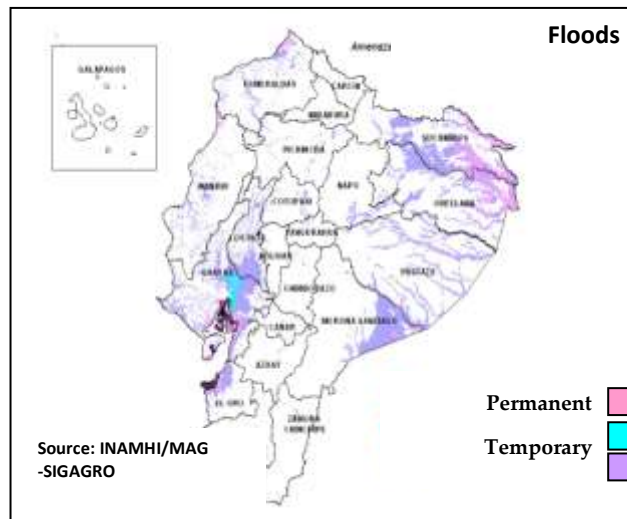 Floods
Amenaza
GALAPAGOS
ESMERALDAS
CARCHI
IMBABURA
SUCUMBIOS
PICHINCHA
MANABI
NAPO
ORELLANA
COTOPAXI
TUNGURAHUA
LOS RIOS
BOLIVAR
PASTAZA
GUAYAS
CHIMBORAZO
MORONA SANTIAGO
CAÑAR
AZUAY
EL ORO
ZAMORA
CHINCHIPE
Permanent
Temporary
Source: INAMHI/MAG
-SIGAGRO